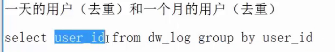 一天的用户（去重）和一个月的用户（去重）
select user_id from dw_log group by user_id